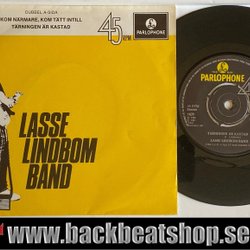 DUBBEL A-SIDA
KOM NÄRMARE, KOM TÄTT INTILL
TÄRNINGEN ÄR KASTAD
45
PARLOPHONE
LASSE
LINDBOM
BAND
PARLOPHONE
TÄRNINGEN ÄR KASTAD
LASSE LINDBOM BAND
www.backbeatshop.se